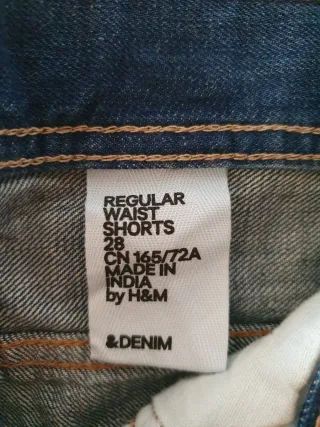 REGULAR
WAIST
SHORTS
28
CN 165/72A
MADE IN
INDIA
by H&M
&DENIM